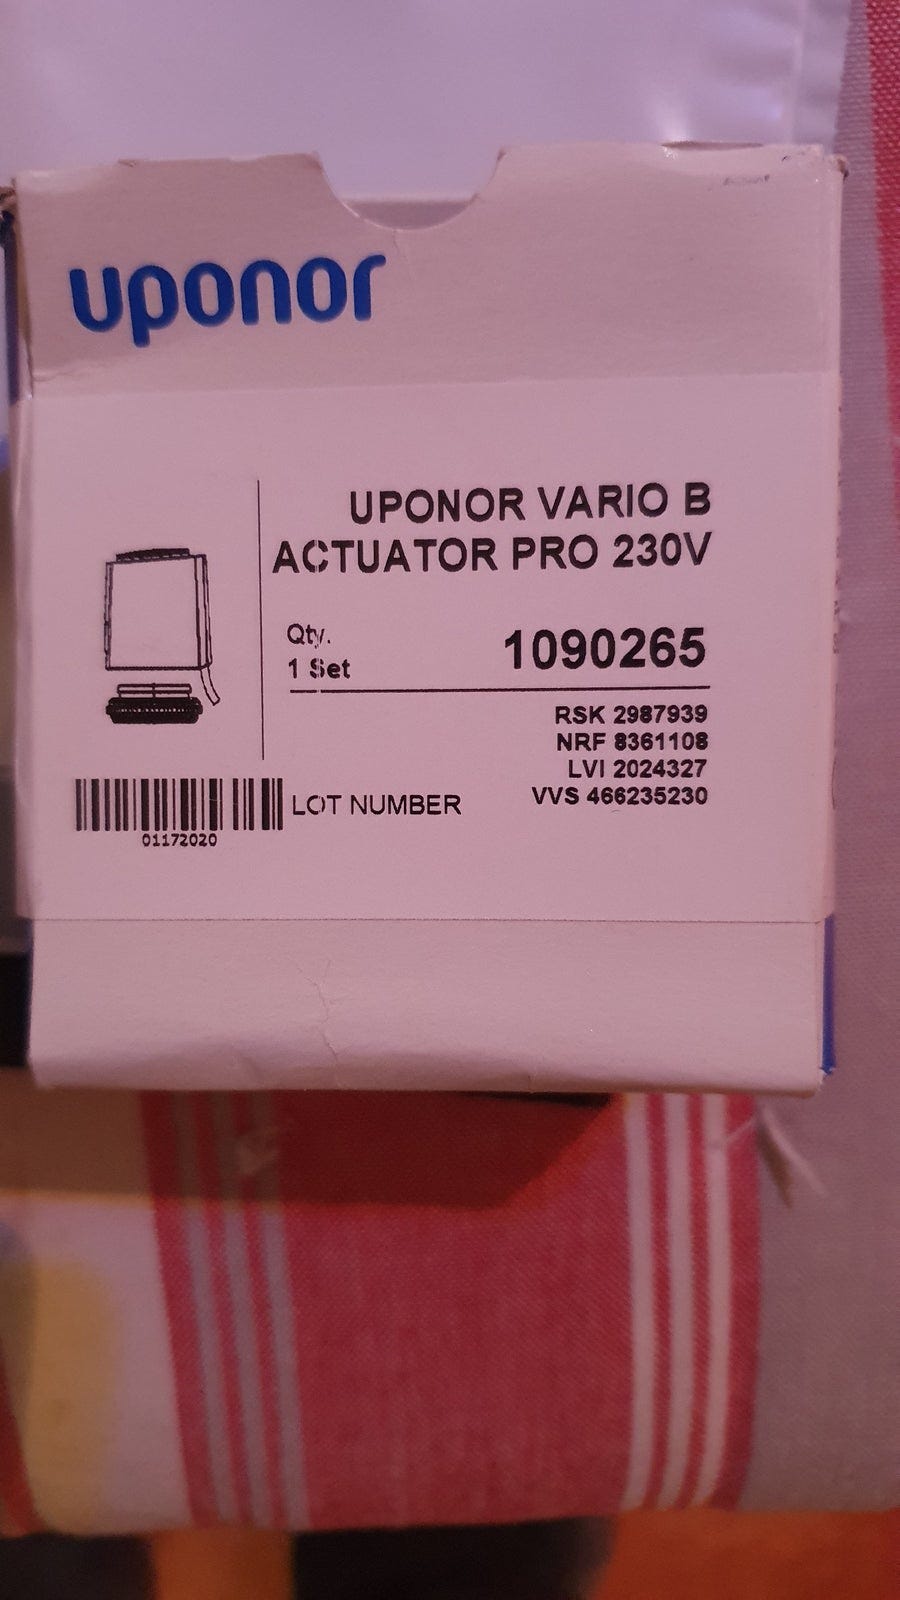 uponor
UPONOR VARIO B
ACTUATOR PRO 230V
Qty.
1 Set
1090265
RSK 2987939
NRF 8361108
LVI 2024327
VVS 466235230
LOT NUMBER
01172020